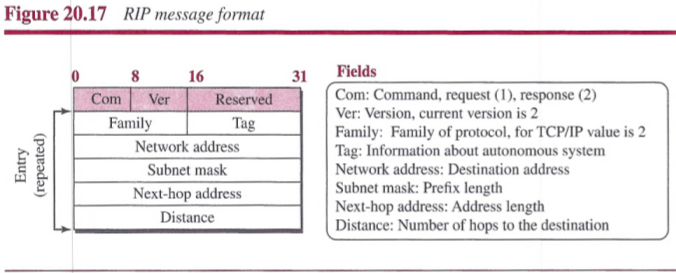 Figure 20.17 RIP message format
0 8 16 31
Com Ver Reserved
Family Tag
Network address
Subnet mask
Next-hop address
Distance
Entry
(repeated)
Fields
Com: Command, request (1), response (2)
Ver: Version, current version is 2
Family: Family of protocol, for TCP/IP value is 2
Tag: Information about autonomous system
Network address: Destination address
Subnet mask: Prefix length
Next-hop address: Address length
Distance: Number of hops to the destination